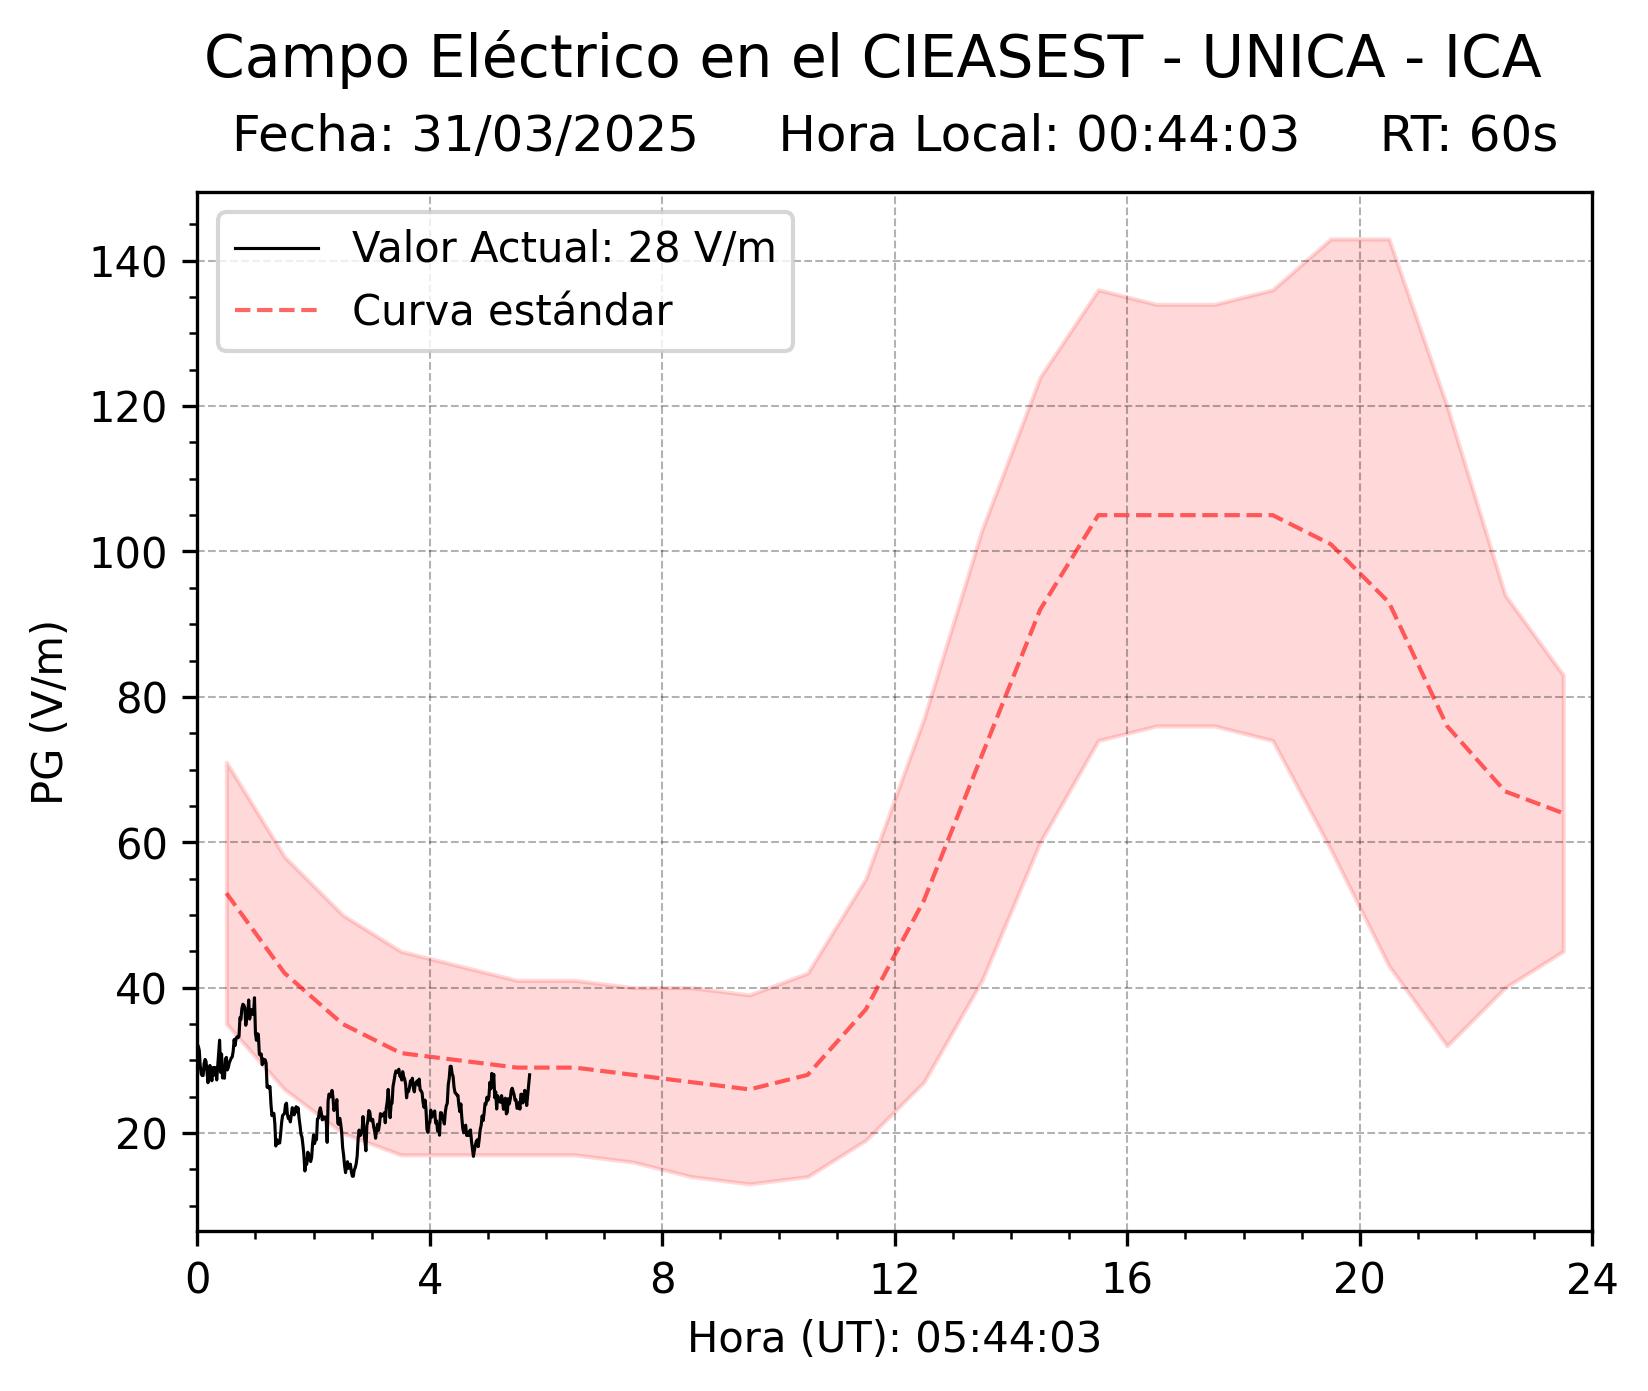 Campo Eléctrico en el CIEASEST - UNICA - ICA
Fecha: 31/03/2025 Hora Local: 00:44:03 RT: 60s
Valor Actual: 28 V/m
Curva estándar
PG (V/m)
140
120
100
80
60
40
20
0 4 8 12 16 20 24
Hora (UT): 05:44:03